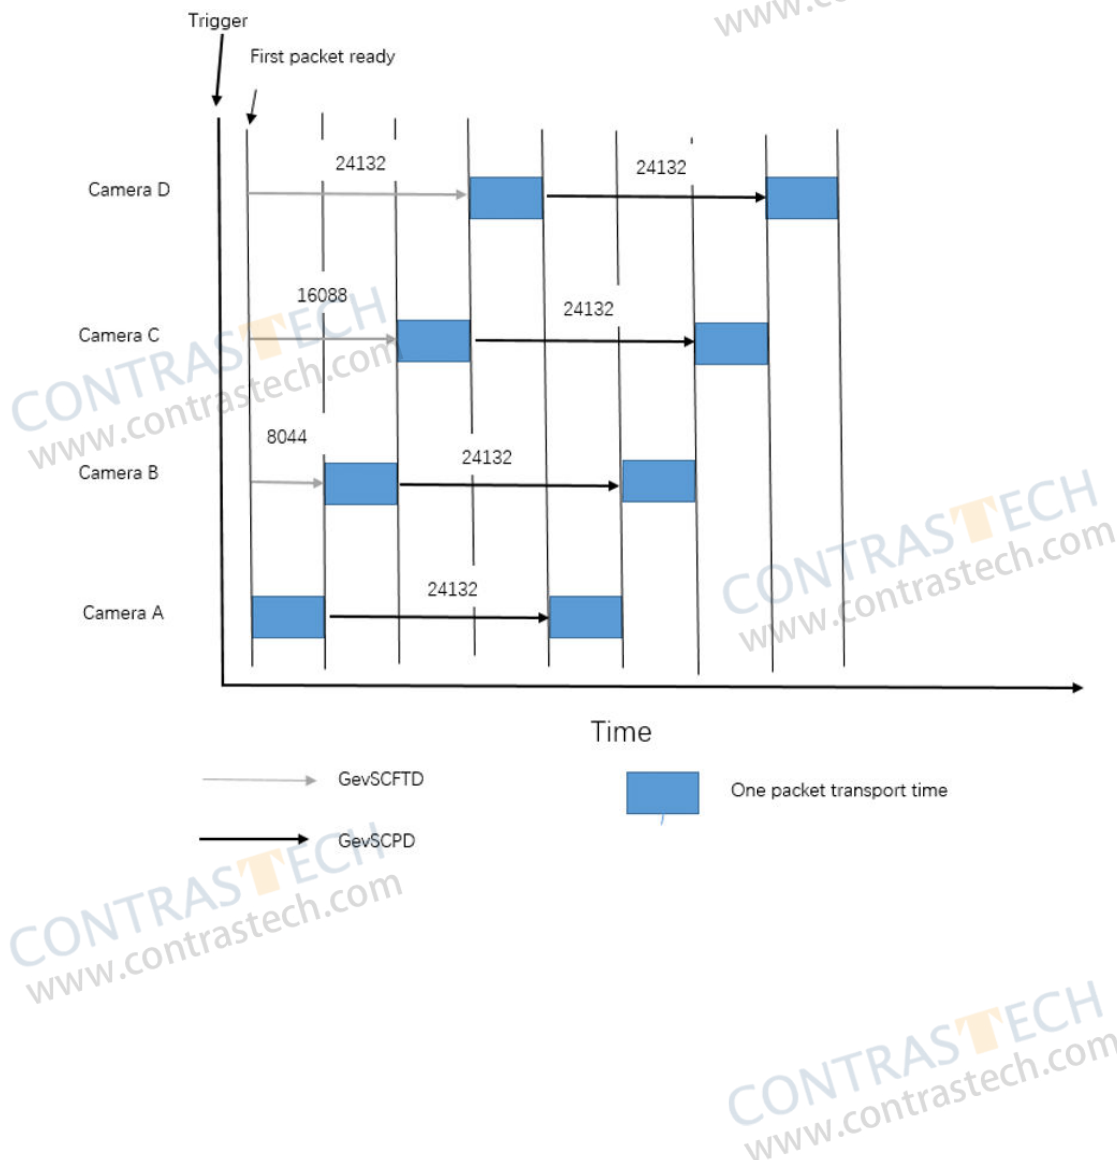 www.co
Trigger
First packet ready
24132
24132
Camera D
16088
24132
Camera C
CONTRASTECH
www.contrastech.com
8044
24132
Camera B
CONTRASTECH
www.contrastech.com
24132
Camera A
Time
GevSCFTD
One packet transport time
GevSCPD
CONTRASTECH
www.contrastech.com
CONTRASTECH
www.contrastech.com